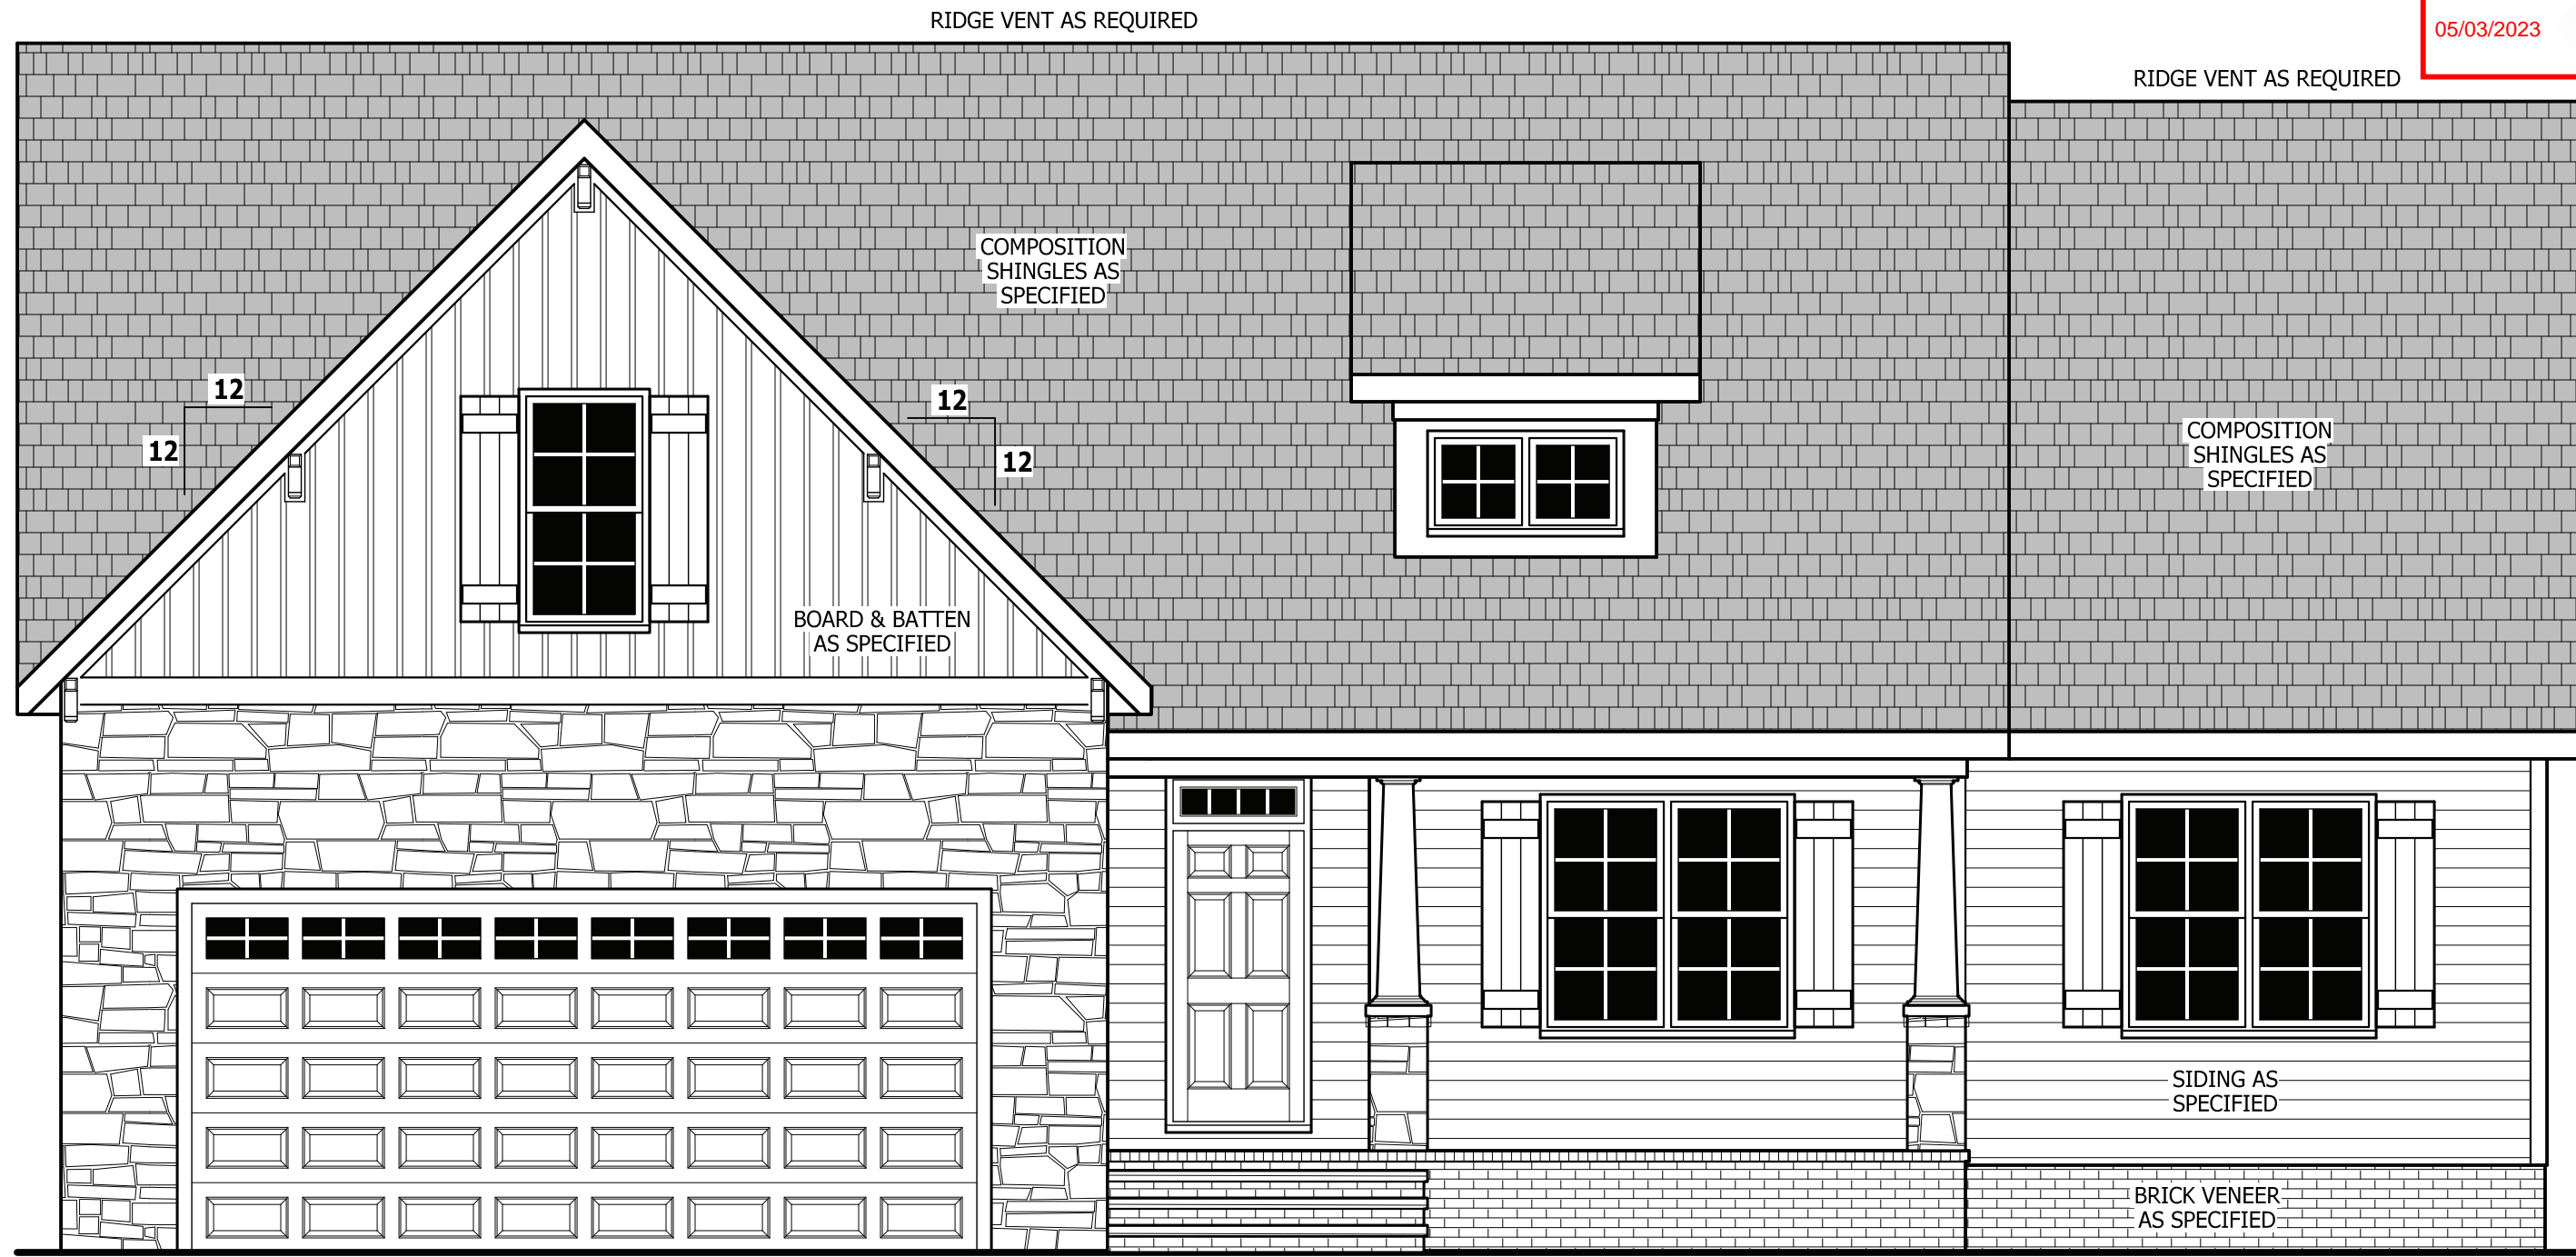 RIDGE VENT AS REQUIRED
05/03/2023
RIDGE VENT AS REQUIRED
COMPOSITION
SHINGLES AS
SPECIFIED
12
12
12
12
COMPOSITION
SHINGLES AS
SPECIFIED
BOARD & BATTEN
AS SPECIFIED
SIDING AS
SPECIFIED
BRICK VENEER
AS SPECIFIED